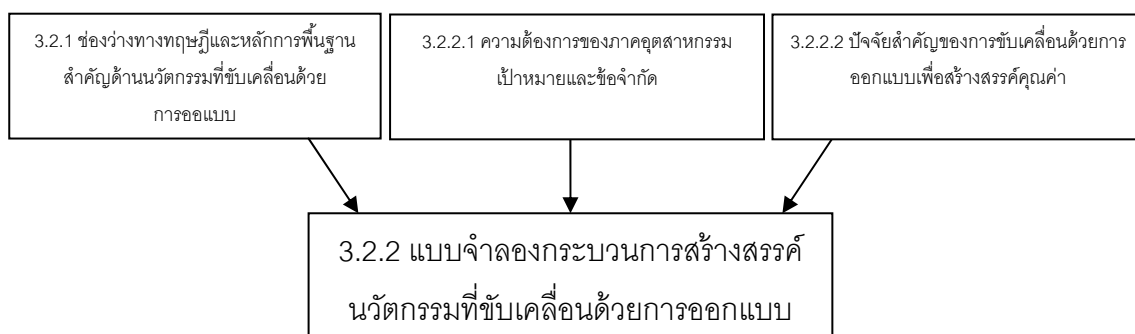 3.2.1 ช่องว่างทางทฤษฎีและหลักการพื้นฐาน
สำคัญด้านนวัตกรรมที่ขับเคลื่อนด้วย
การออแบบ
3.2.2.1 ความต้องการของภาคอุตสาหกรรม
เป้าหมายและข้อจำกัด
3.2.2.2 ปัจจัยสำคัญของการขับเคลื่อนด้วยการ
ออกแบบเพื่อสร้างสรรค์คุณค่า
3.2.2 แบบจำลองกระบวนการสร้างสรรค์
นวัตกรรมที่ขับเคลื่อนด้วยการออกแบบ